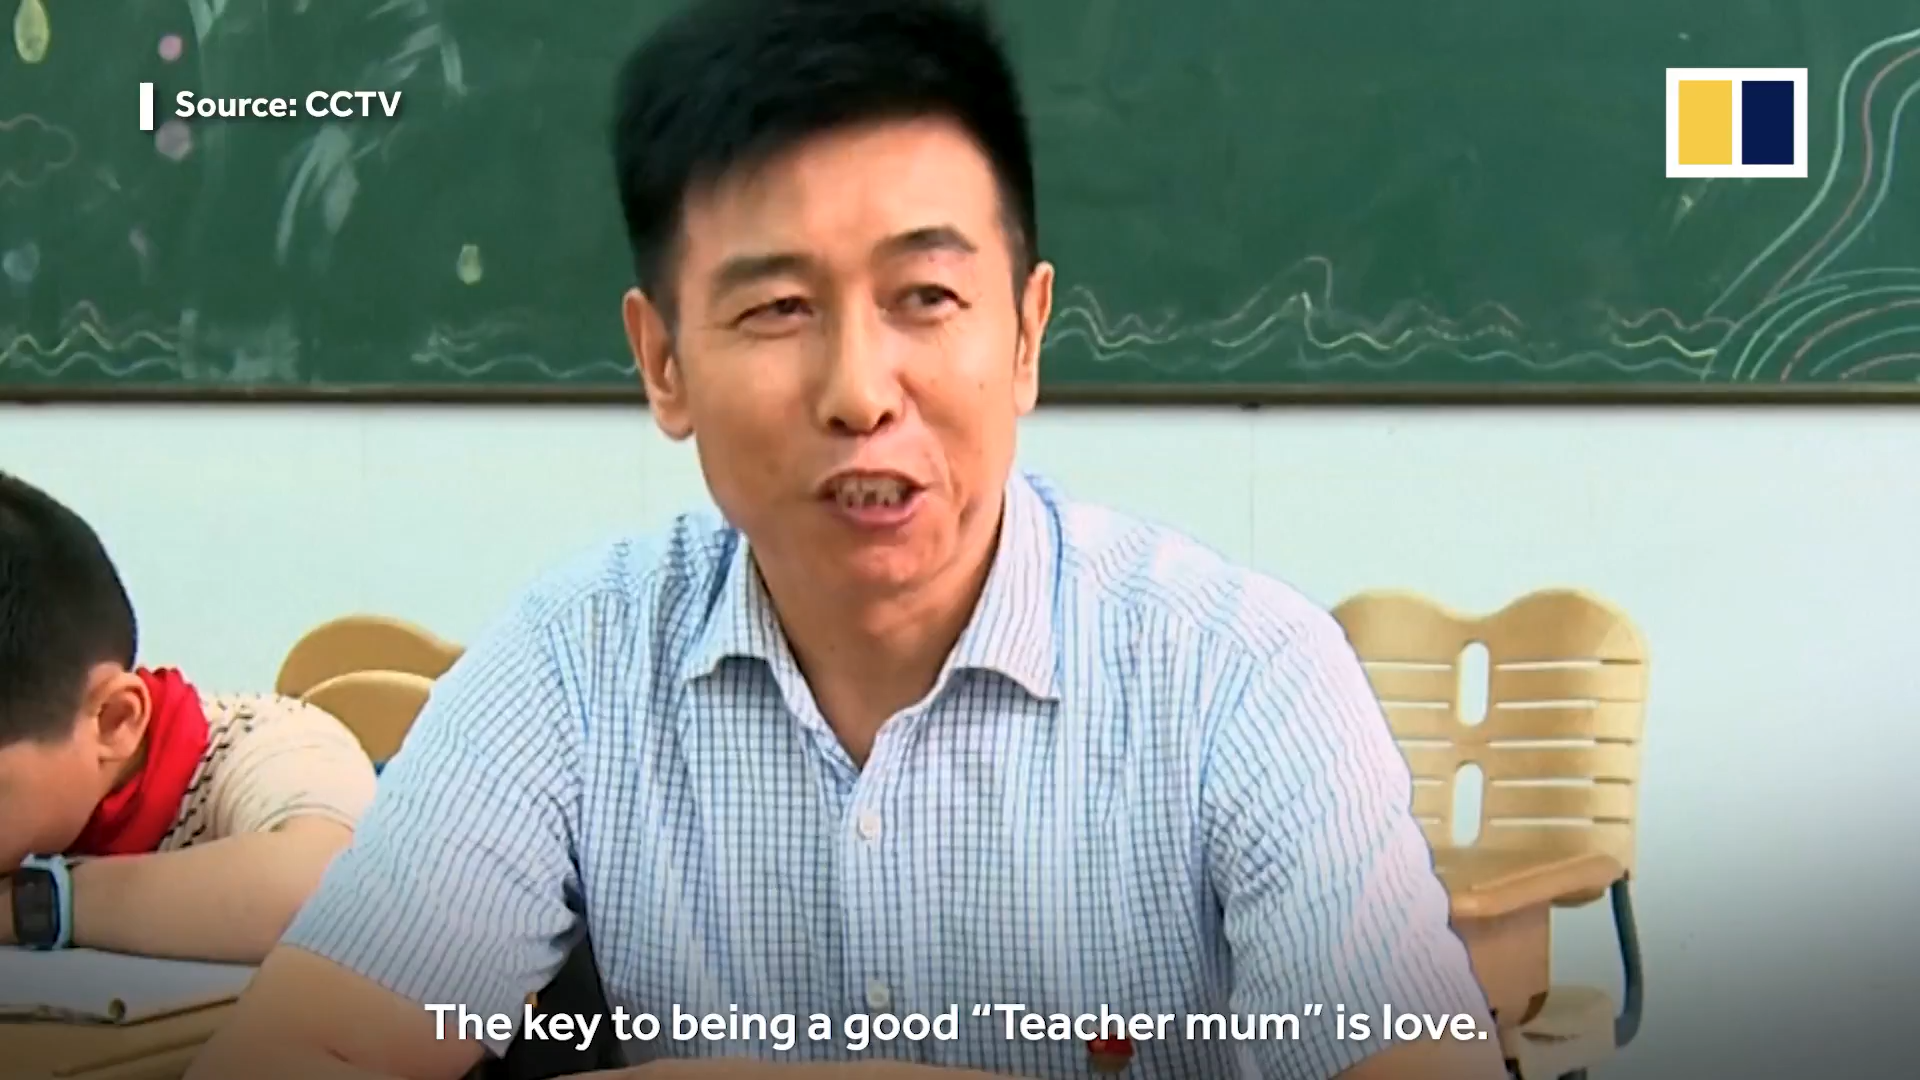 Source: CCTV
The key to being a good “Teacher mum” is love.